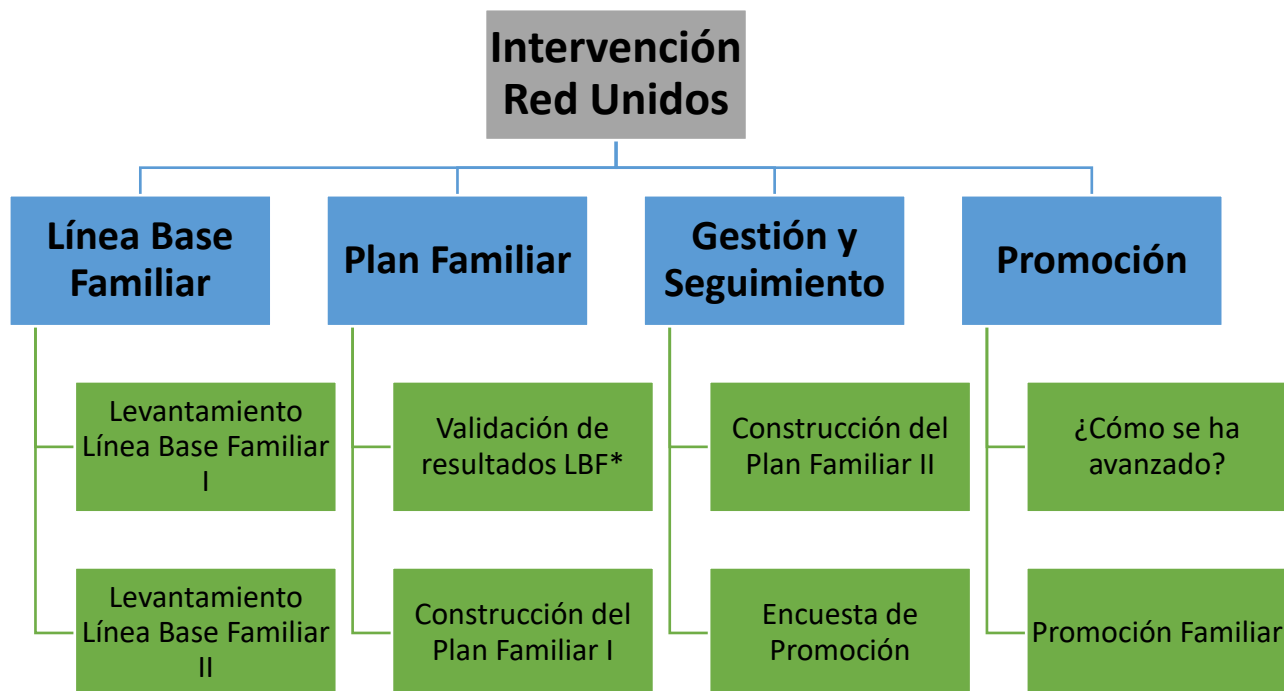 Intervención
Red Unidos
Línea Base
Familiar
Plan Familiar
Gestión y
Seguimiento
Promoción
Levantamiento
Línea Base Familiar
I
Validación de
resultados LBF*
Construcción del
Plan Familiar II
¿Cómo se ha
avanzado?
Levantamiento
Línea Base Familiar
II
Construcción del
Plan Familiar I
Encuesta de
Promoción
Promoción Familiar